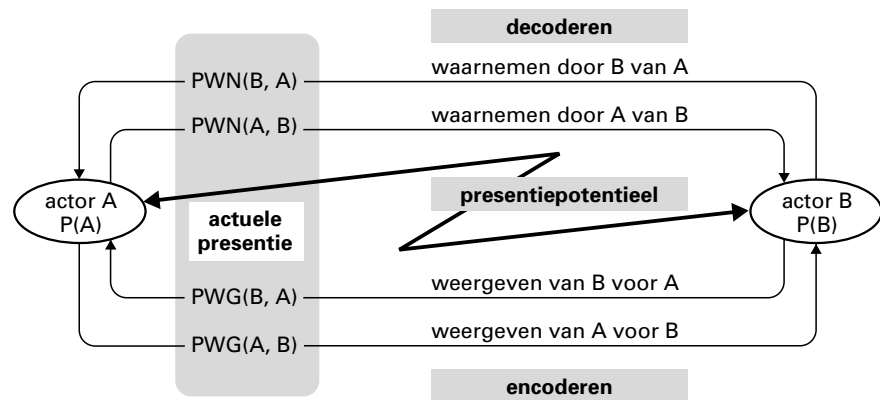 decoderen
PWN(B, A) waarnemen door B van A
PWN(A, B) waarnemen door A van B
actor A
P(A)
actuele
presentie
presentiepotentieel
actor B
P(B)
PWG(B, A) weergeven van B voor A
PWG(A, B) weergeven van A voor B
encoderen